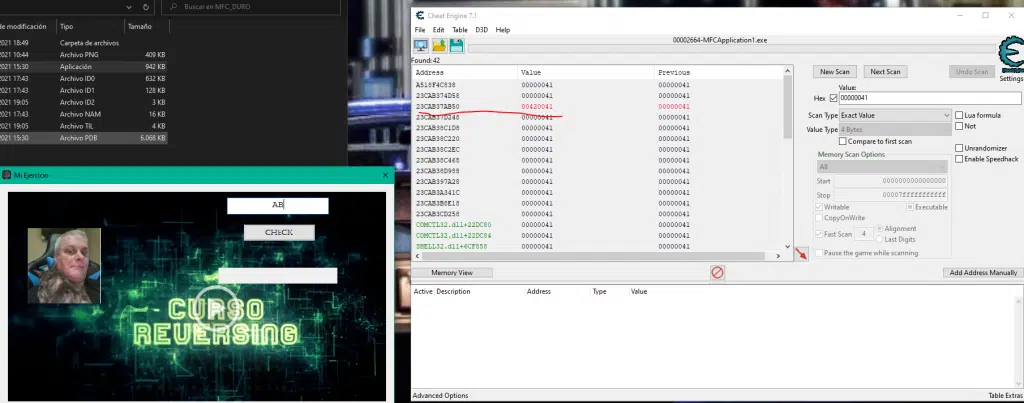 Buscar en MFC_DURO
de modificación Tipo Tamaño
2021 18:49 Carpeta de archivos
2021 10:44 Archivo PNG 409 KB
2021 15:30 Aplicación 942 KB
2021 17:43 Archivo ID0 632 KB
2021 17:43 Archivo ID1 128 KB
2021 19:05 Archivo ID2 3 KB
2021 17:43 Archivo NAM 16 KB
2021 19:05 Archivo TIL 4 KB
2021 15:30 Archivo PDB 6.068 KB
Mi Ejercicio
AB
CHECK
CURSO
REVERSING
Cheat Engine 7.1
File Edit Table D3D Help
00002664-MFCApplication1.exe
Found: 42
Address Value Previous
A518F4C838 00000041 00000041
23CAB374D58 00000041 00000041
23CAB37AB50 00420041 00000041
23CAB37D248 00000041 00000041
23CAB38C1D8 00000041 00000041
23CAB38C220 00000041 00000041
23CAB38C2EC 00000041 00000041
23CAB38C468 00000041 00000041
23CAB38D988 00000041 00000041
23CAB397A28 00000041 00000041
23CAB3A341C 00000041 00000041
23CAB3B8E18 00000041 00000041
23CAB3CD258 00000041 00000041
COMCTL32.dll+22DC80 00000041 00000041
COMCTL32.dll+22DC84 00000041 00000041
SHELL32.dll+6CF858 00000041 00000041
New Scan Next Scan Undo Scan
Settings
Value:
Hex 00000041
Scan Type Exact Value
Lua formula
Value Type 4 Bytes
Not
Compare to first scan
Memory Scan Options
Unrandomizer
All
Enable Speedhack
Start 0000000000000000
Stop 00007fffffffffff
Writable Executable
CopyOnWrite
Fast Scan 4 Alignment
Last Digits
Pause the game while scanning
Memory View
Add Address Manually
Active Description Address Type Value
Advanced Options
Table Extras